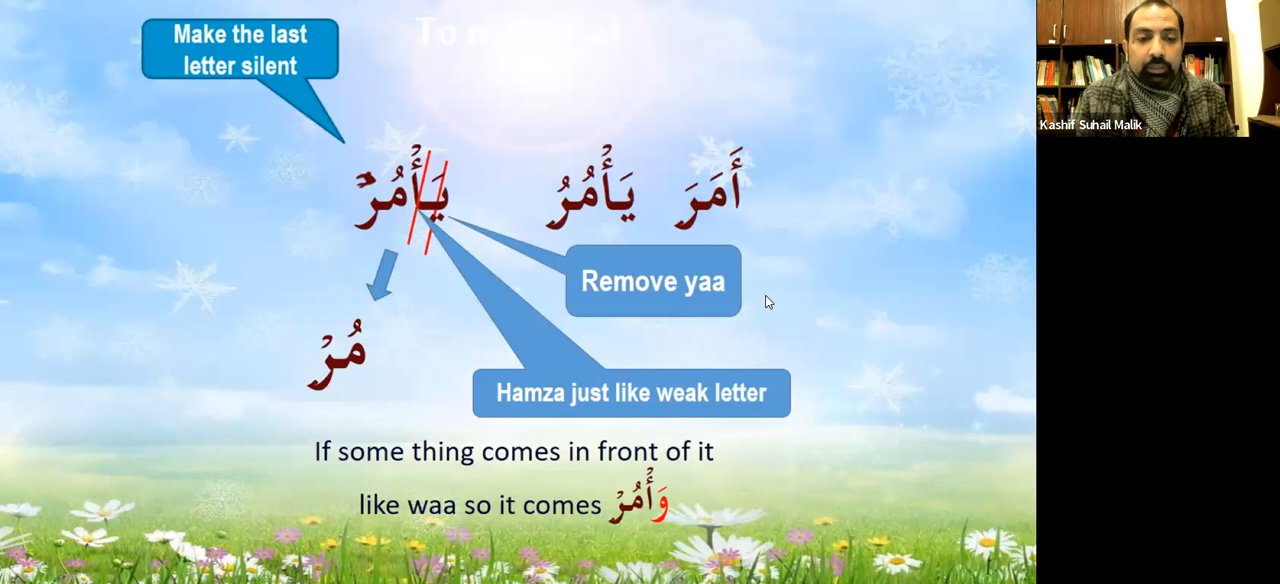 To
Make the last
letter silent
أَمَرَ يَأْمُرُ يَأْمُرْ
Remove yaa
مُرْ
Hamza just like weak letter
If some thing comes in front of it
like waa so it comes وَأْمُرْ
Kashif Suhail Malik